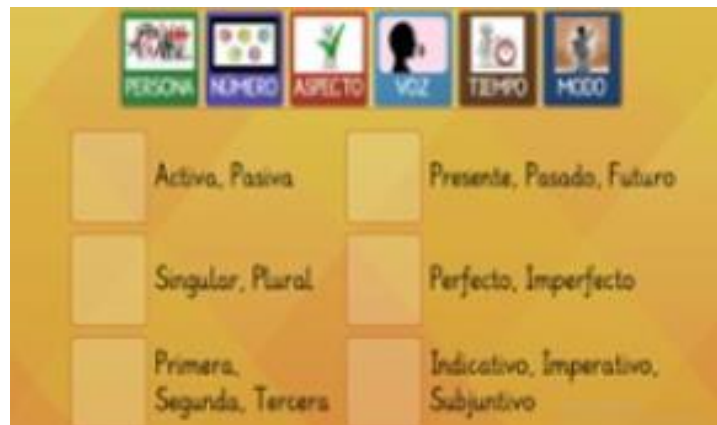 PERSONA NÚMERO ASPECTO VOZ TIEMPO MODO
Activa, Pasiva
Presente, Pasado, Futuro
Singular, Plural
Perfecto, Imperfecto
Primera,
Segunda, Tercera
Indicativo, Imperativo,
Subjuntivo